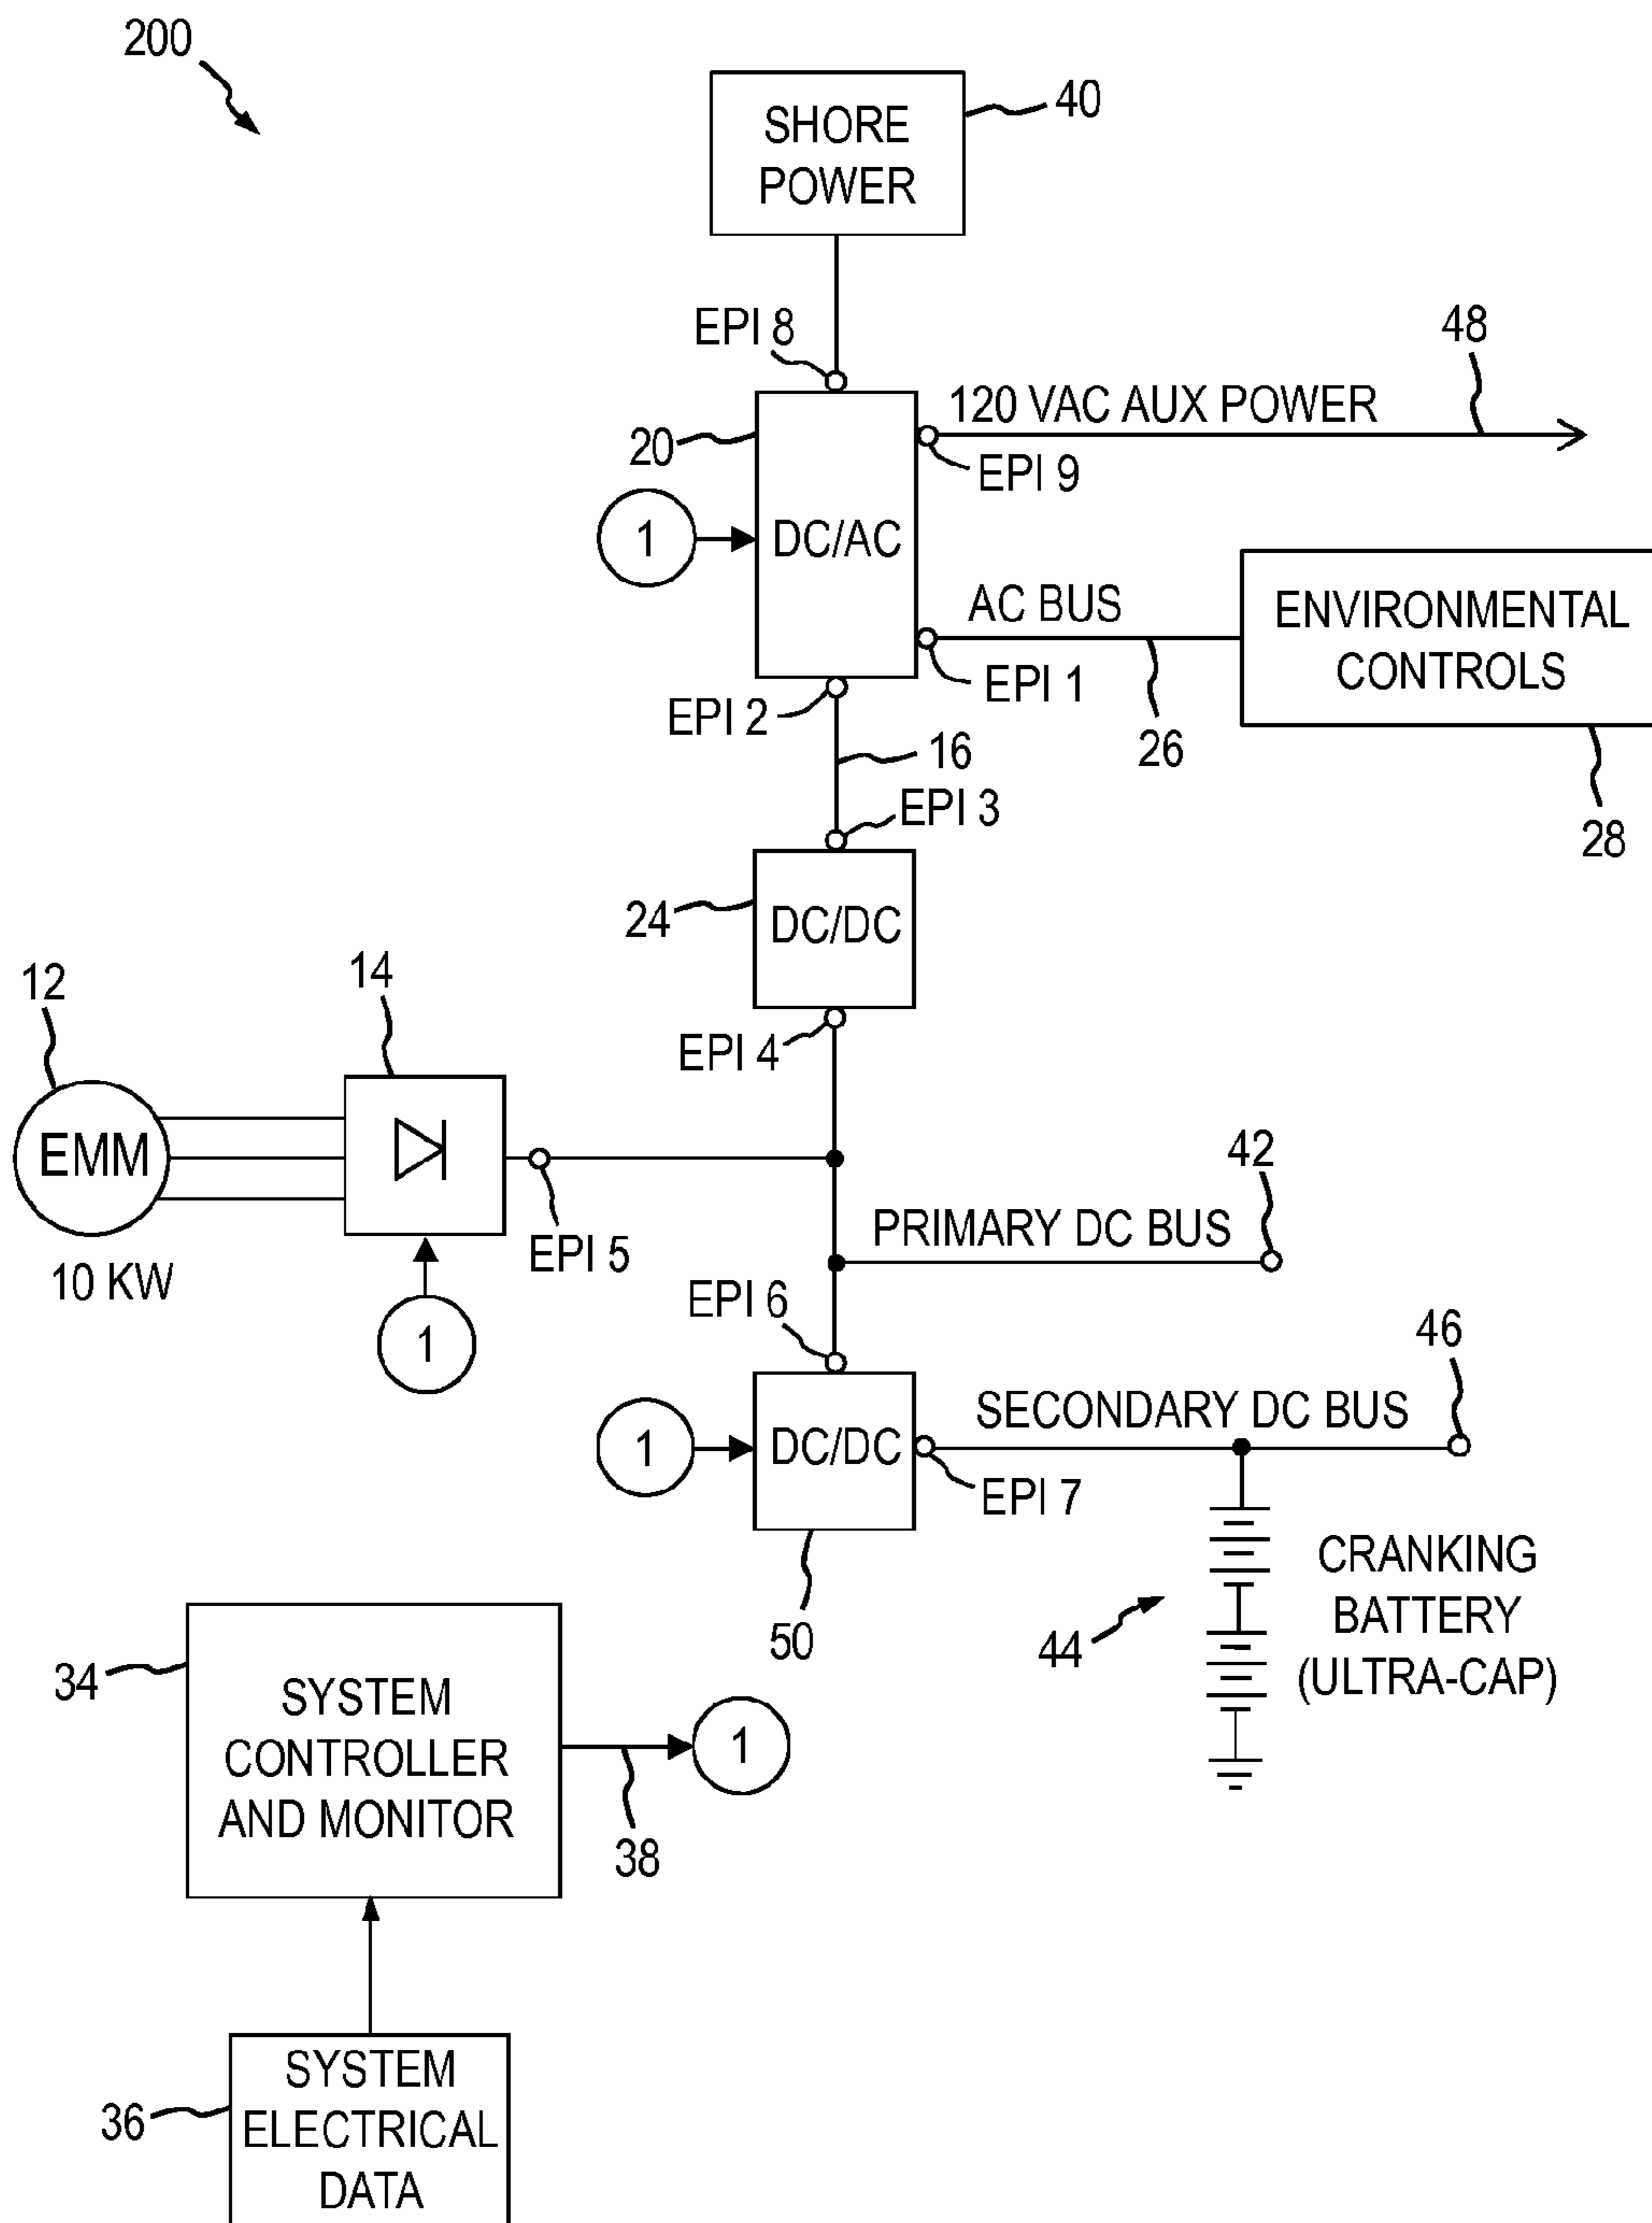 200
SHORE
POWER
40
EPI 8
48
120 VAC AUX POWER
20
EPI 9
1
DC/AC
AC BUS
ENVIRONMENTAL
CONTROLS
EPI 1
EPI 2
26
16
EPI 3
28
24
DC/DC
12
14
EPI 4
EMM
42
PRIMARY DC BUS
EPI 5
10 KW
EPI 6
1
46
SECONDARY DC BUS
1
DC/DC
EPI 7
CRANKING
BATTERY
(ULTRA-CAP)
50
44
34
SYSTEM
CONTROLLER
AND MONITOR
1
38
SYSTEM
ELECTRICAL
DATA
36